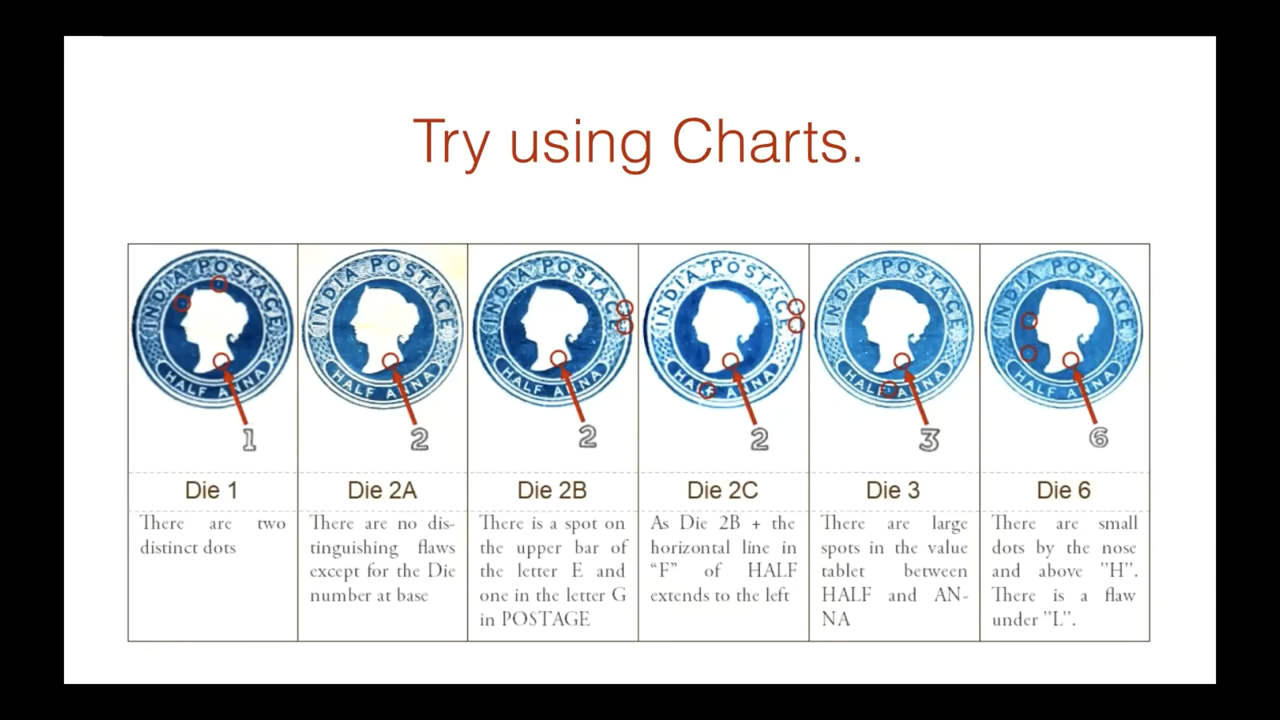 Try using Charts.
INDIA POSTAGE
HALF ANNA
1
INDIA POSTAGE
HALF ANNA
2
INDIA POSTAGE
HALF ANNA
2
INDIA POSTAGE
HALF ANNA
2
INDIA POSTAGE
HALF ANNA
3
INDIA POSTAGE
HALF ANNA
6
Die 1
Die 2A
Die 2B
Die 2C
Die 3
Die 6
There are two
distinct dots
There are no dis-
tinguishing flaws
except for the Die
number at base
There is a spot on
the upper bar of
the letter E and
one in the letter G
in POSTAGE
As Die 2B + the
horizontal line in
“F” of HALF
extends to the left
There are large
spots in the value
tablet between
HALF and AN-
NA
There are small
dots by the nose
and above "H".
There is a flaw
under "L".